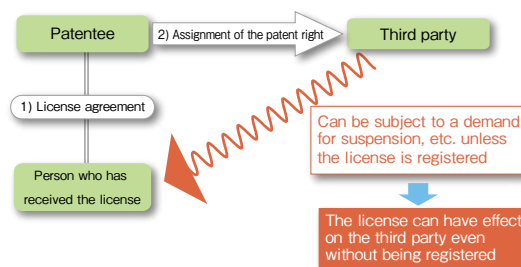 Patentee
2) Assignment of the patent right
Third party
1) License agreement
Can be subject to a demand
for suspension, etc. unless
the license is registered
Person who has
received the license
The license can have effect
on the third party even
without being registered